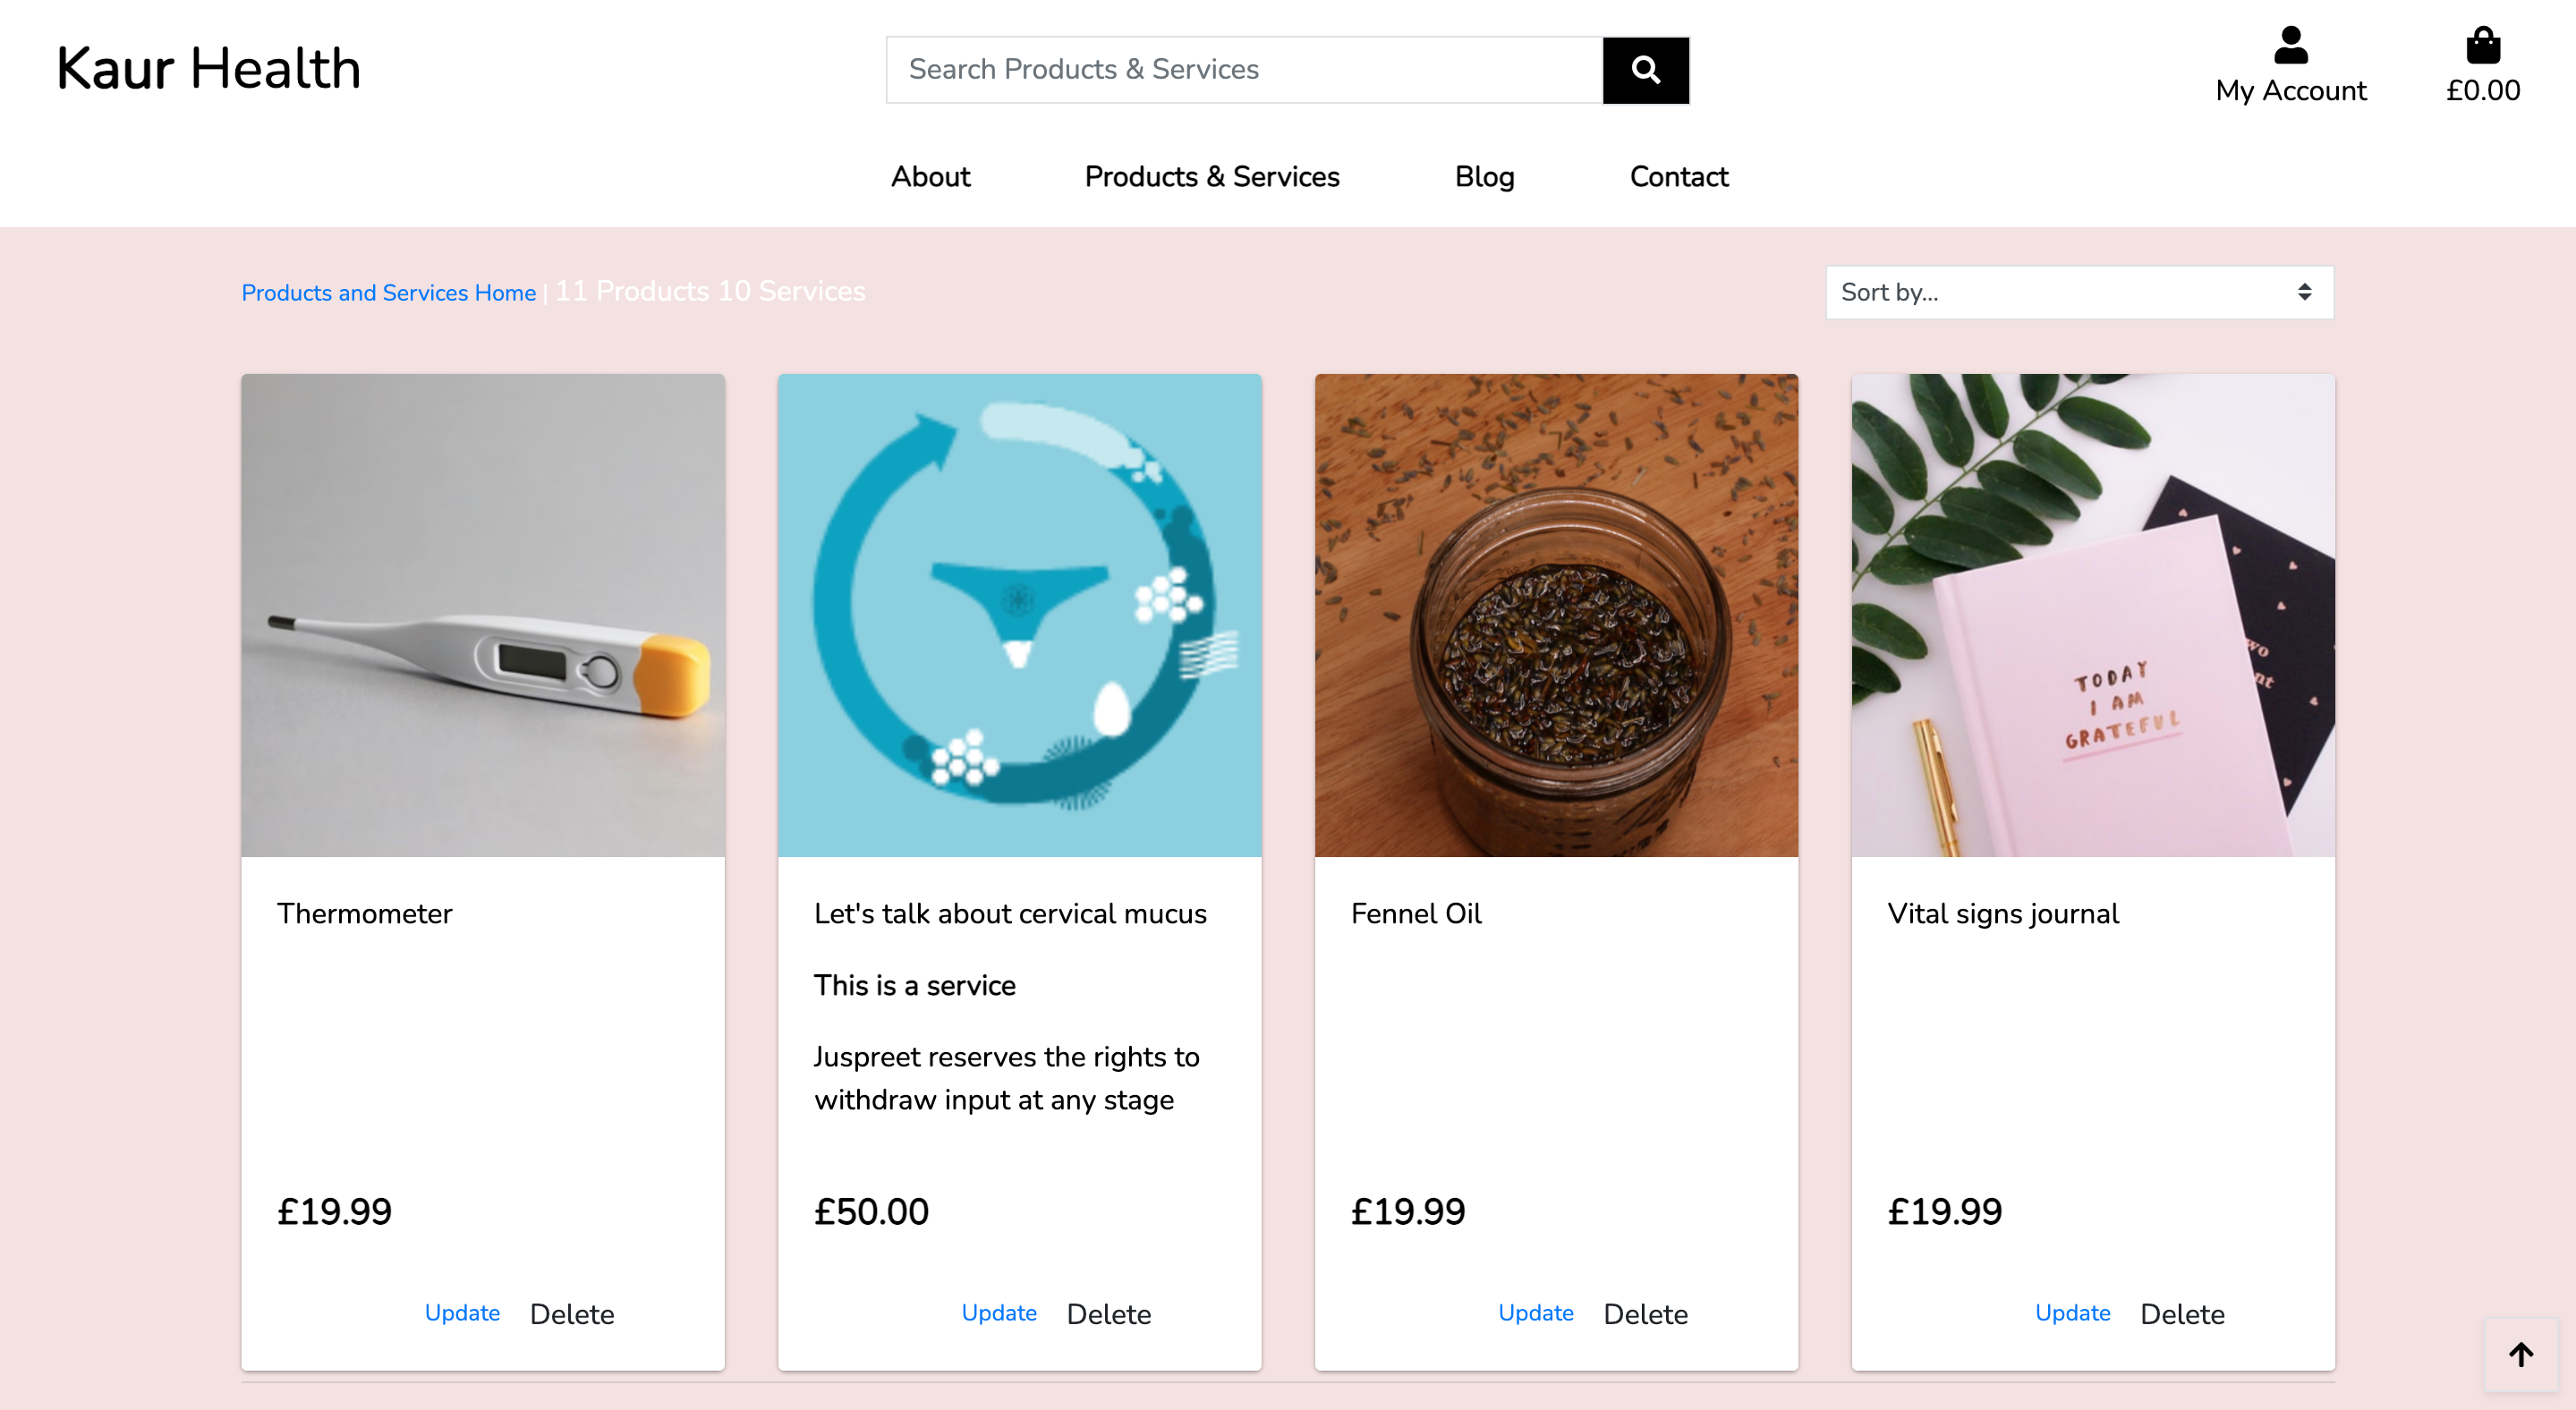 Kaur Health
Search Products & Services
My Account
£0.00
About
Products & Services
Blog
Contact
Products and Services Home | 11 Products 10 Services
Sort by...
TODAY
I AM
GRATEFUL
Thermometer
£19.99
Update Delete
Let's talk about cervical mucus
This is a service
Juspreet reserves the rights to
withdraw input at any stage
£50.00
Update Delete
Fennel Oil
£19.99
Update Delete
Vital signs journal
£19.99
Update Delete